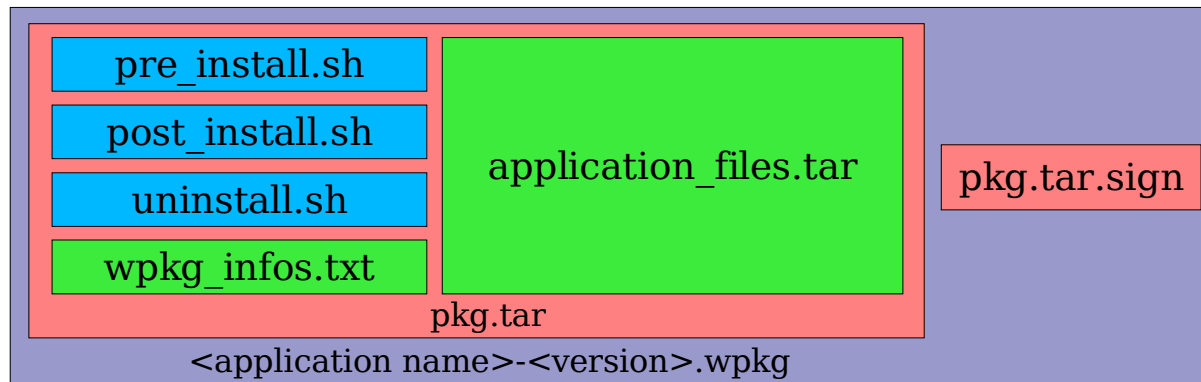 pre_install.sh
post_install.sh
uninstall.sh
wpkg_infos.txt
application_files.tar
pkg.tar
pkg.tar.sign
<application name>-<version>.wpkg